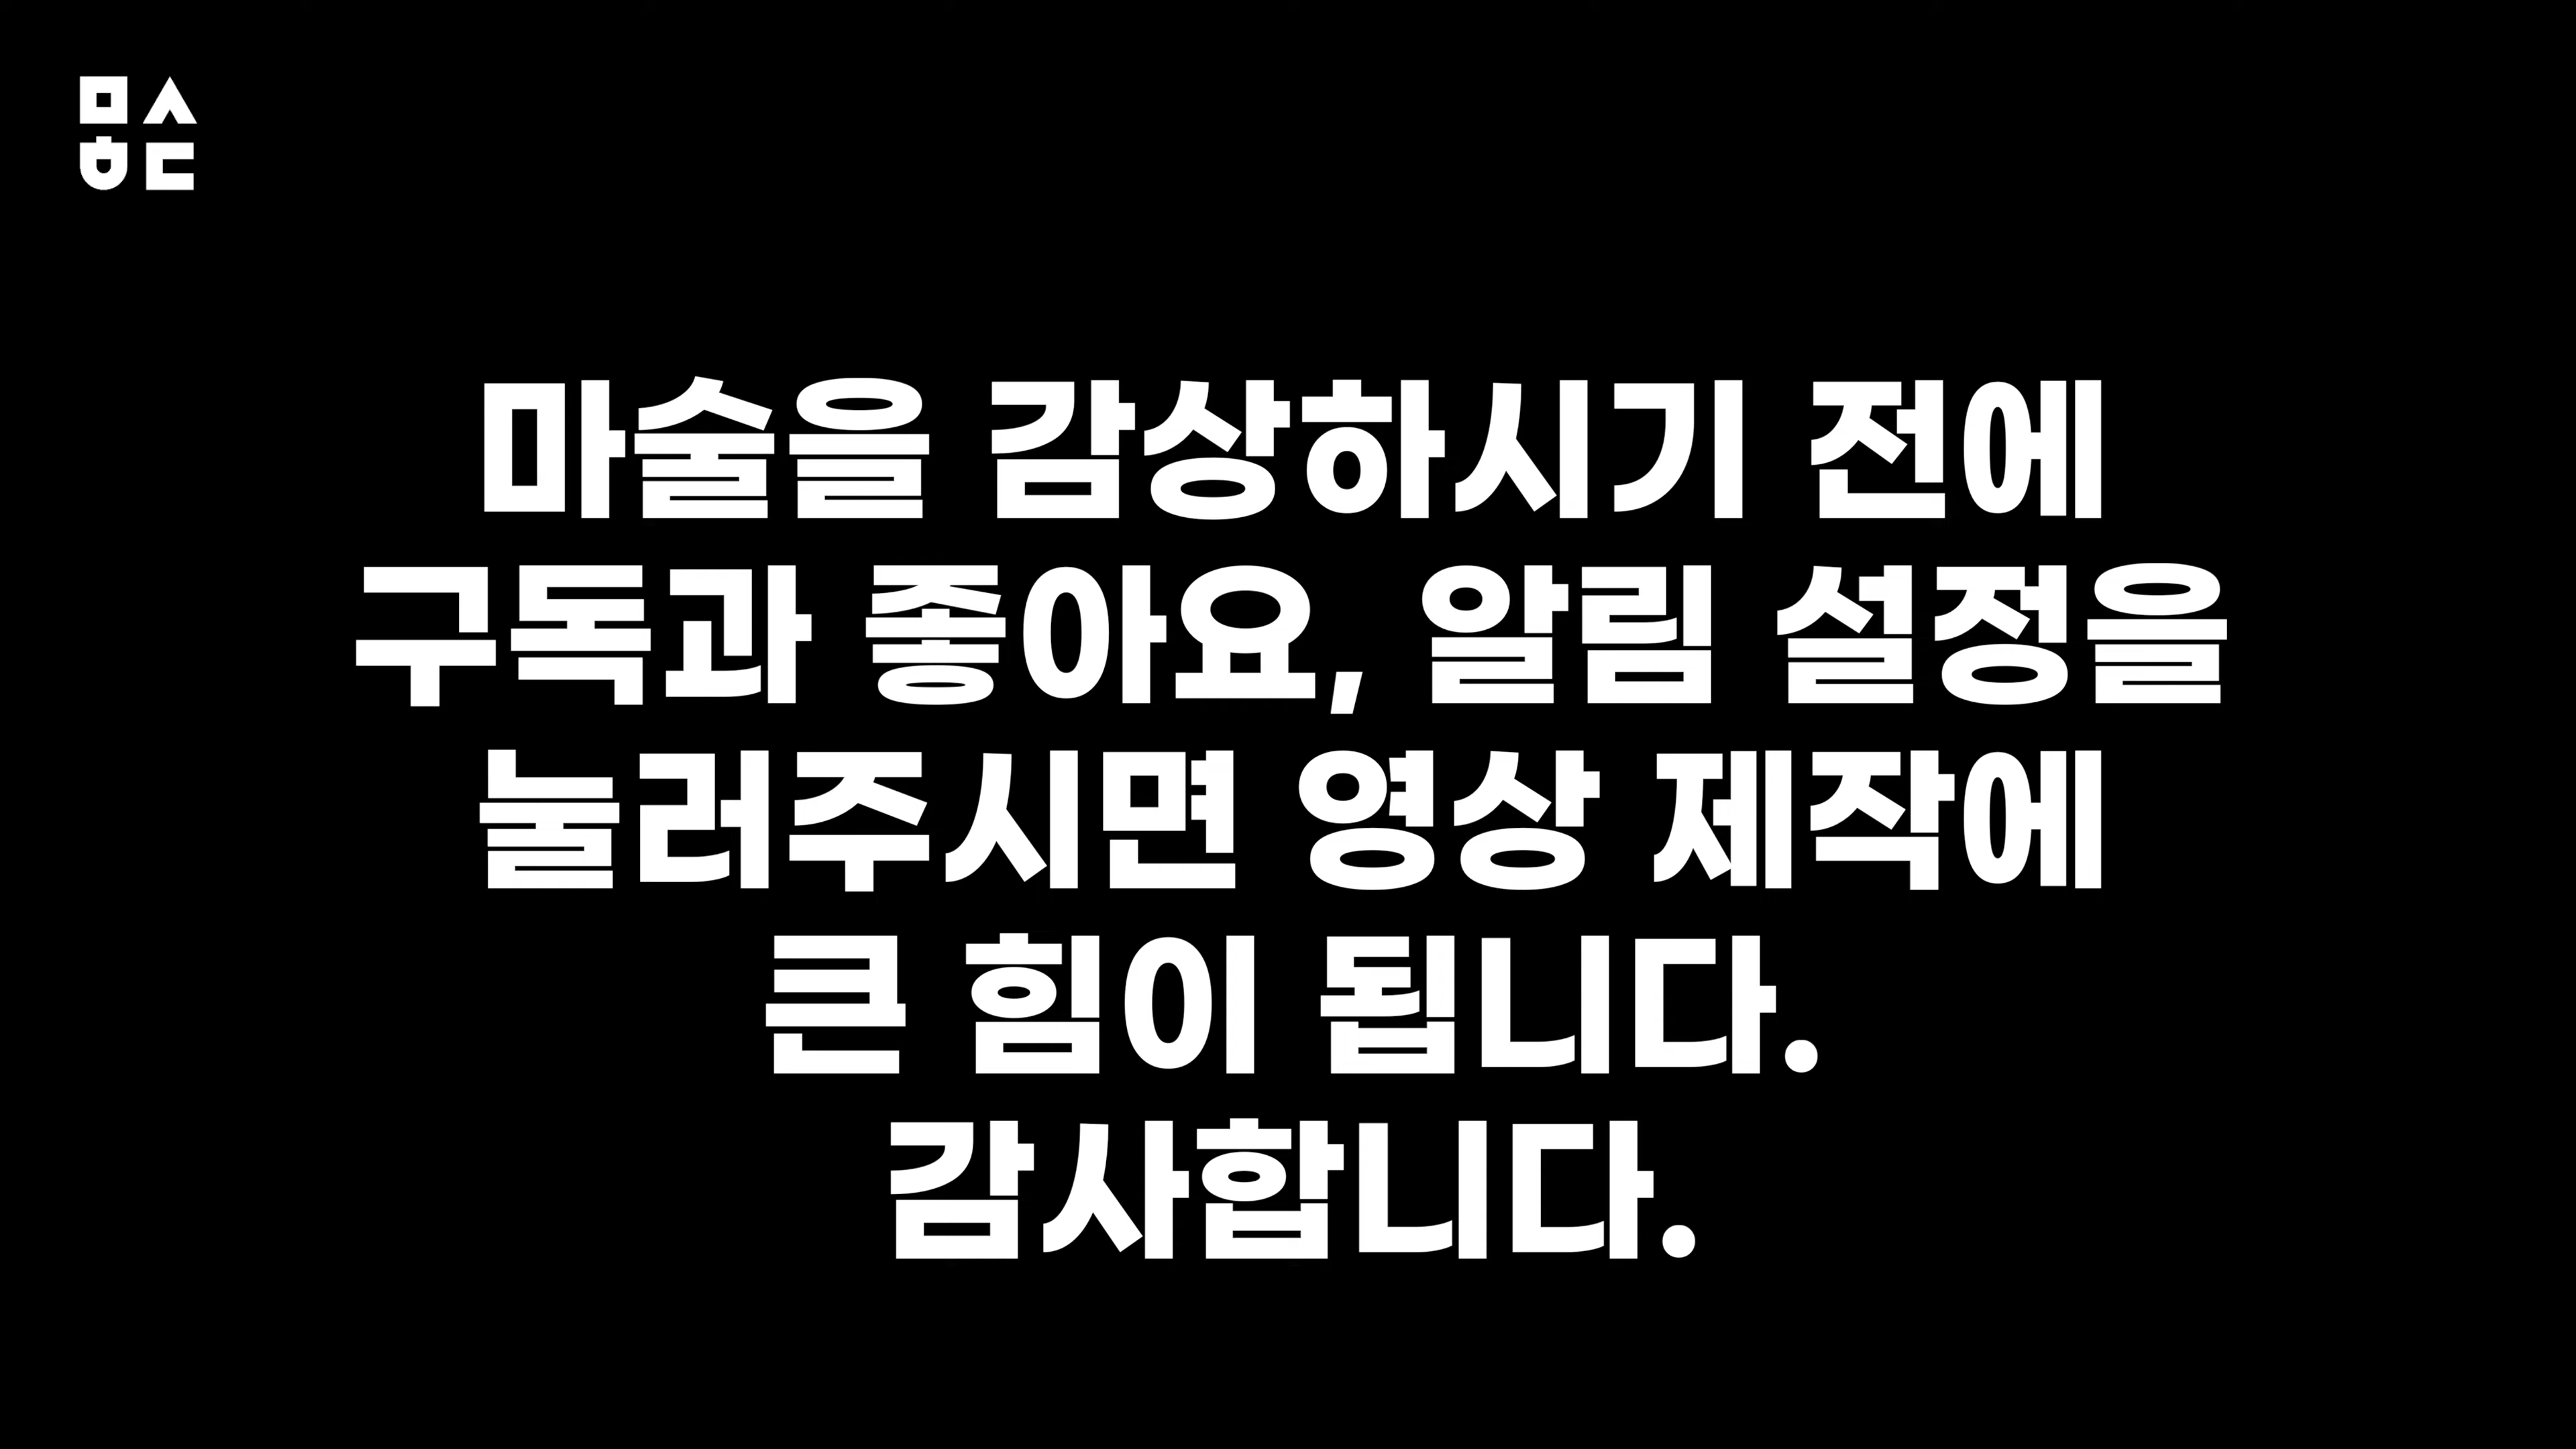 ㅁㅅ
ㅎㄷ
마술을 감상하시기 전에
구독과 좋아요, 알림 설정을
눌러주시면 영상 제작에
큰 힘이 됩니다.
감사합니다.